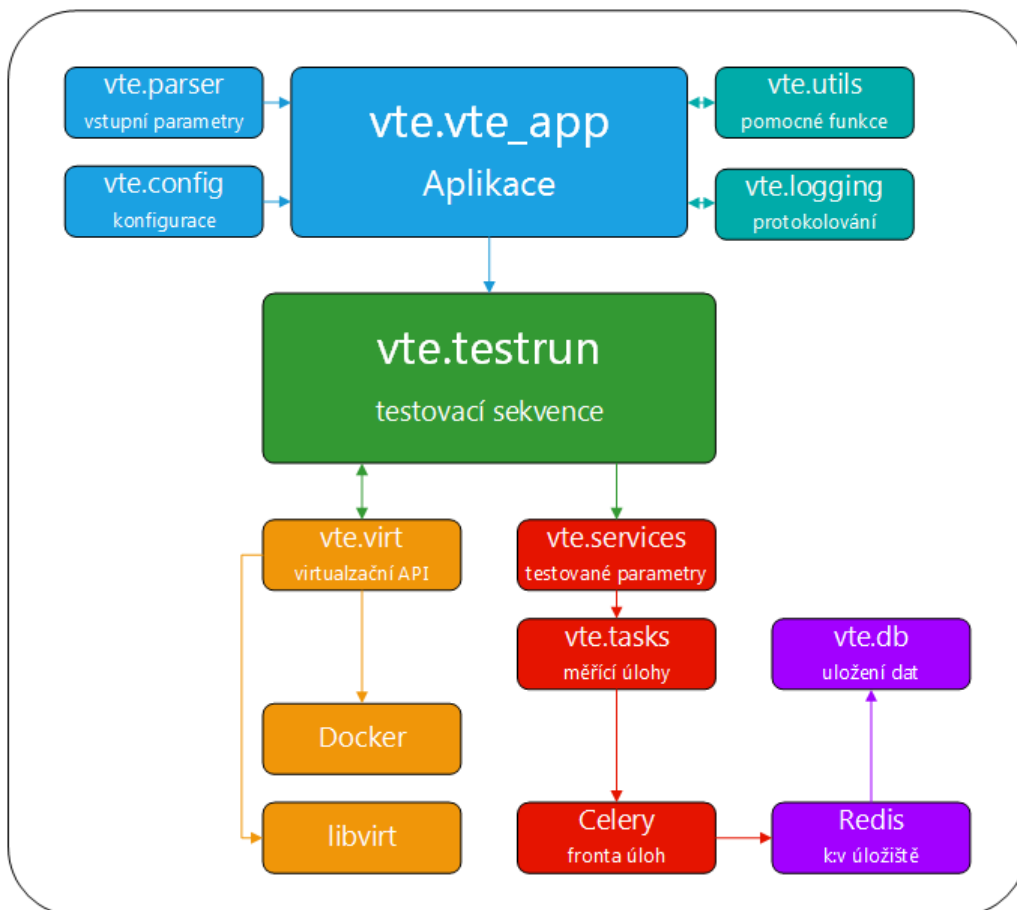 vte.parser
vstupní parametry
vte.vte_app
Aplikace
vte.utils
pomocné funkce
vte.config
konfigurace
vte.logging
protokolování
vte.testrun
testovací sekvence
vte.virt
virtualzační API
vte.services
testované parametry
vte.tasks
měřící úlohy
vte.db
uložení dat
Docker
libvirt
Celery
fronta úloh
Redis
k:v úložiště